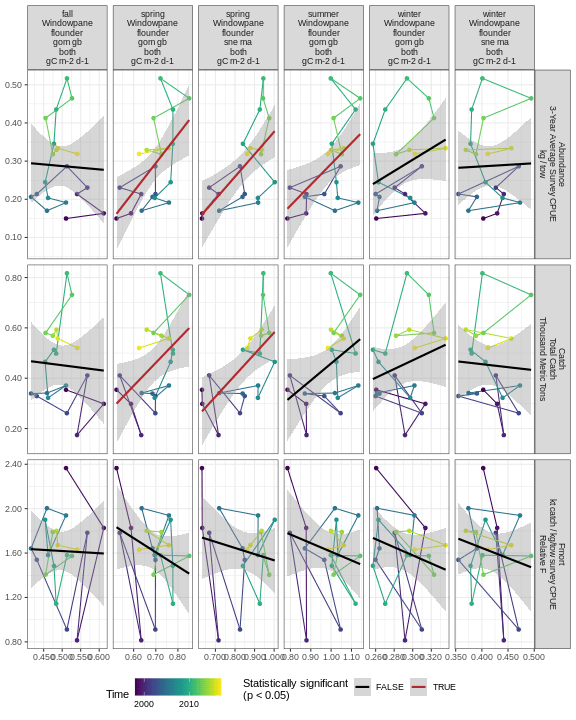 fall
Windowpane
flounder
gom gb
both
gC m-2 d-1
spring
Windowpane
flounder
gom gb
both
gC m-2 d-1
spring
Windowpane
flounder
sne ma
both
gC m-2 d-1
summer
Windowpane
flounder
gom gb
both
gC m-2 d-1
winter
Windowpane
flounder
gom gb
both
gC m-2 d-1
winter
Windowpane
flounder
sne ma
both
gC m-2 d-1
0.50
0.40
0.30
0.20
0.10
Abundance
3-Year Average Survey CPUE
kg / tow
0.80
0.60
0.40
0.20
Catch
Total Catch
Thousand Metric Tons
2.40
2.00
1.60
1.20
0.80
Fmort
kt catch / kg/tow survey CPUE
Relative F
0.450 0.500 0.550 0.600
0.60 0.70 0.80
0.700 0.800 0.900 1.000
0.80 0.90 1.00 1.10
0.260 0.280 0.300 0.320
0.350 0.400 0.450 0.500
Time
2000 2010
Statistically significant
(p < 0.05)
FALSE
TRUE